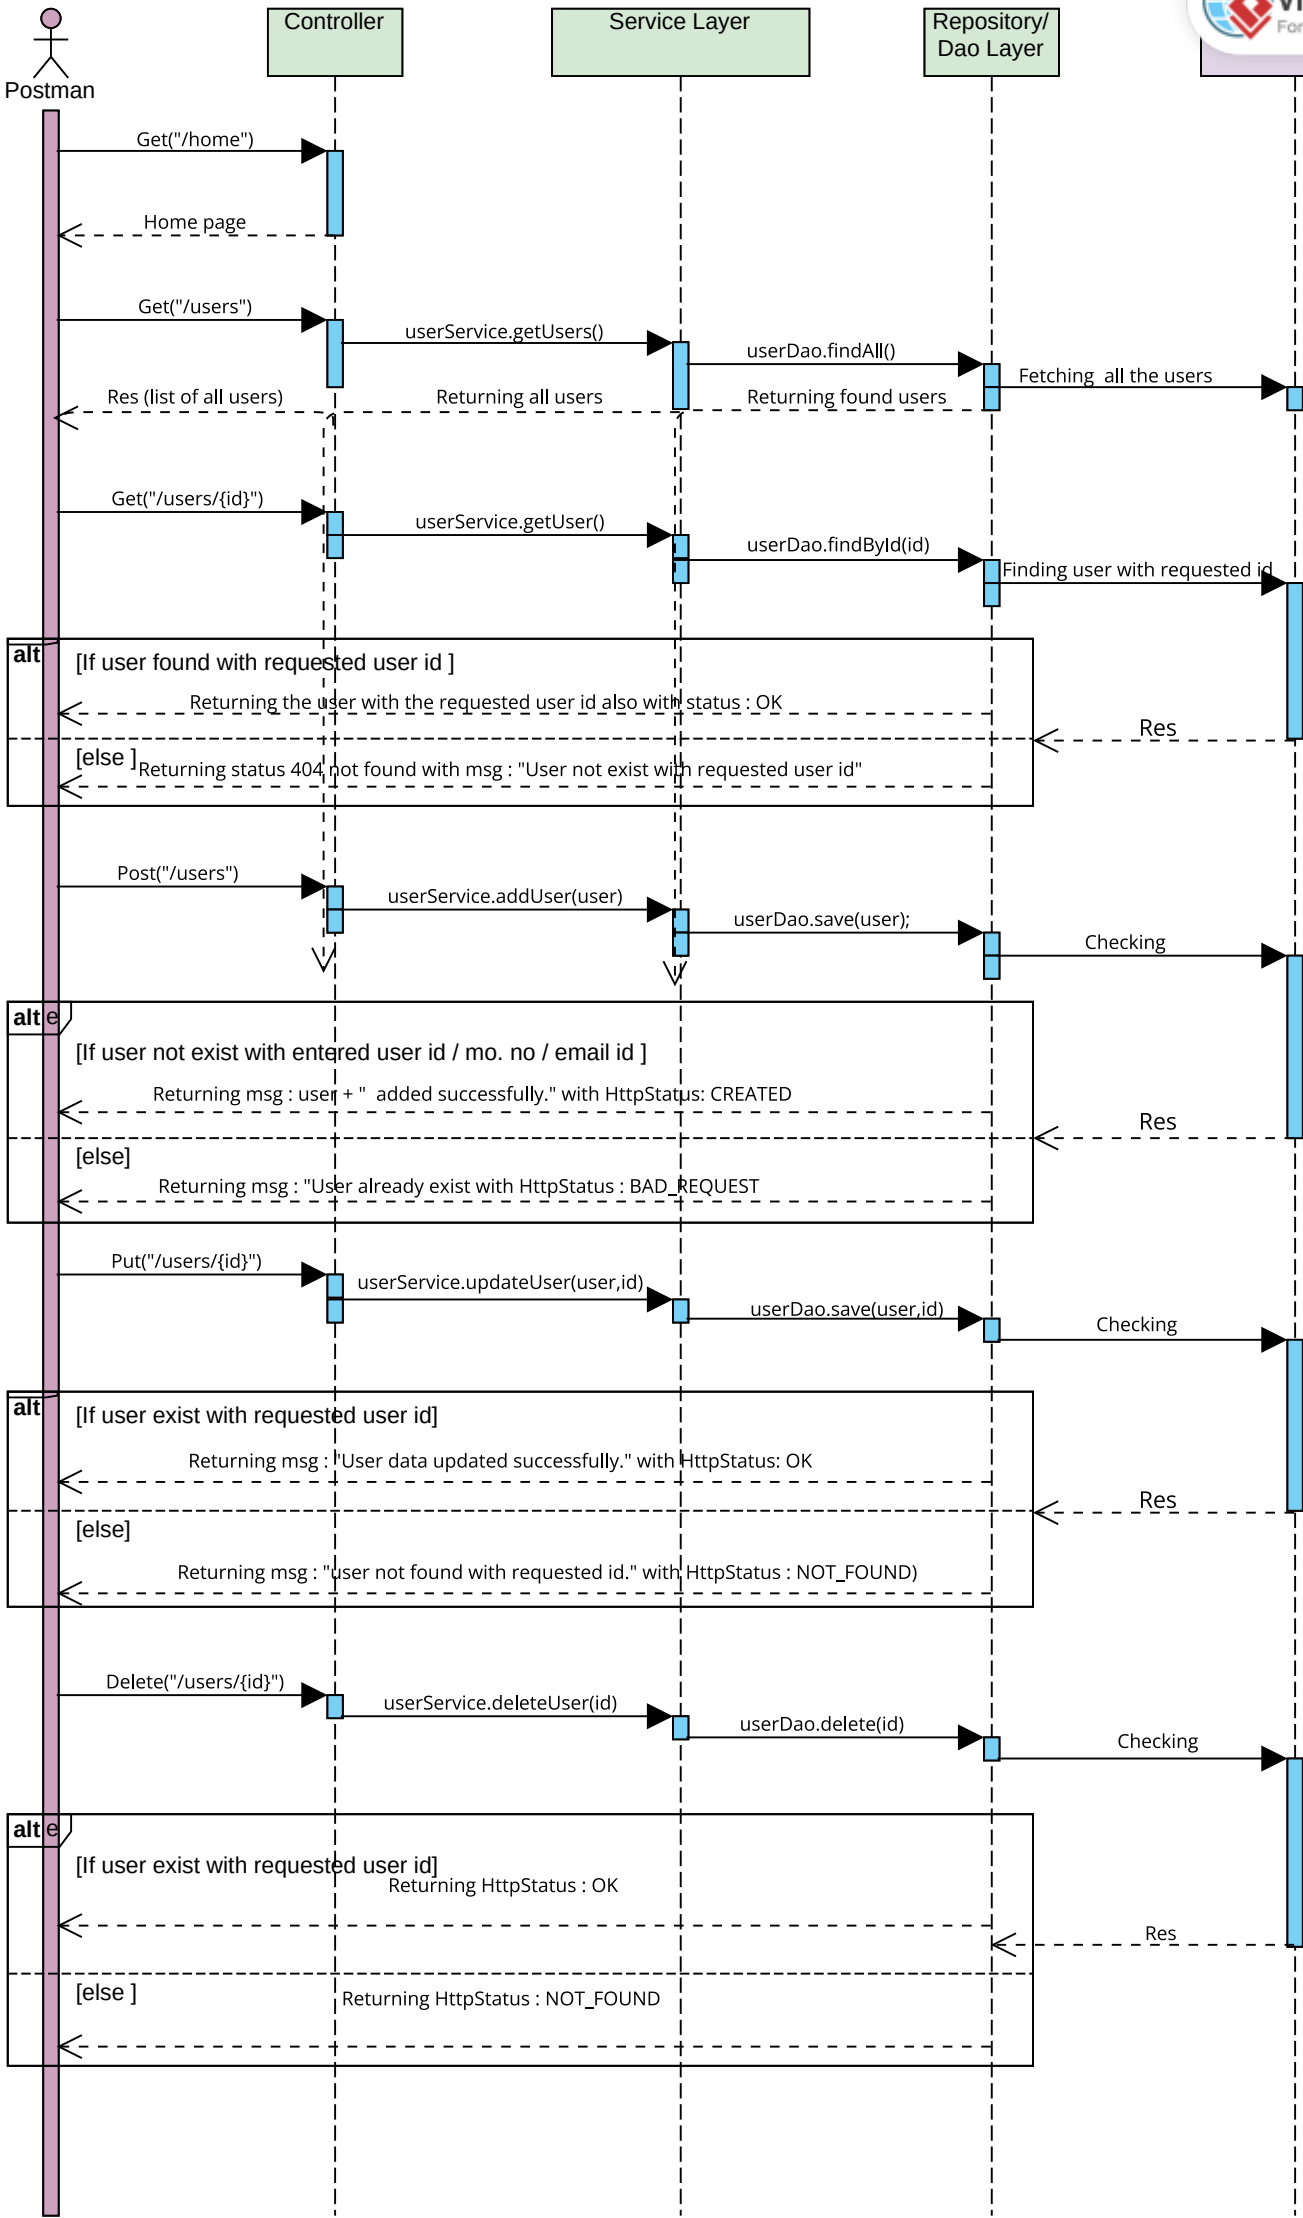 Controller
Service Layer
Repository/
Dao Layer
For
Postman
Get("/home")
Home page
Get("/users")
userService.getUsers()
userDao.findAll()
Fetching  all the users
Res (list of all users)
Returning all users
Returning found users
Get("/users/{id}")
userService.getUser()
userDao.findById(id)
Finding user with requested id
alt
[If user found with requested user id ]
Returning the user with the requested user id also with status : OK
Res
[else ]
Returning status 404 not found with msg : "User not exist with requested user id"
Post("/users")
userService.addUser(user)
userDao.save(user);
Checking
alt e
[If user not exist with entered user id / mo. no / email id ]
Returning msg : user + "  added successfully." with HttpStatus: CREATED
Res
[else]
Returning msg : "User already exist with HttpStatus : BAD_REQUEST
Put("/users/{id}")
userService.updateUser(user,id)
userDao.save(user,id)
Checking
alt
[If user exist with requested user id]
Returning msg : "User data updated successfully." with HttpStatus: OK
Res
[else]
Returning msg : "user not found with requested id." with HttpStatus : NOT_FOUND)
Delete("/users/{id}")
userService.deleteUser(id)
userDao.delete(id)
Checking
alt e
[If user exist with requested user id]
Returning HttpStatus : OK
Res
[else ]
Returning HttpStatus : NOT_FOUND